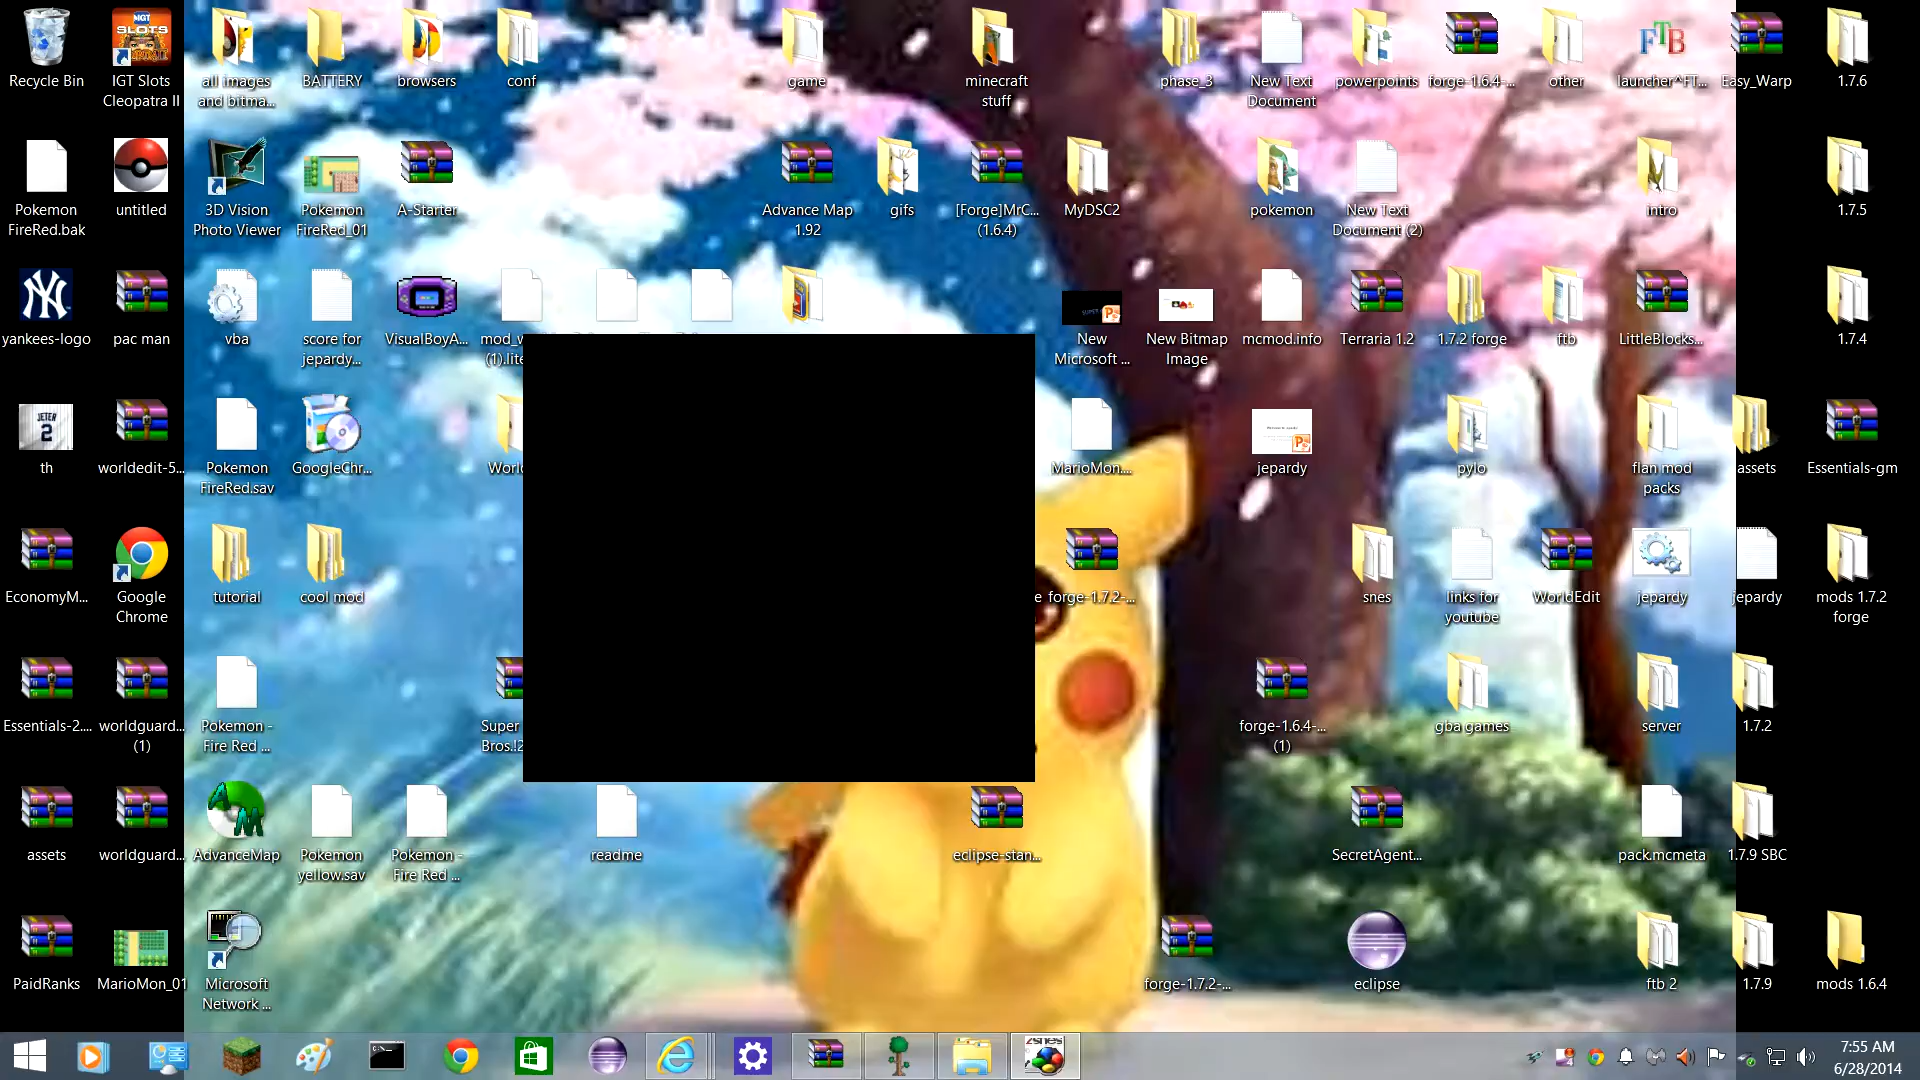 Recycle Bin
IGT Slots
Cleopatra II
all images
and bitma...
BATTERY
browsers
conf
game
minecraft
stuff
phase_3
New Text
Document
powerpoints
forge-1.6.4-...
other
launcher^FT...
Easy_Warp
1.7.6
Pokemon
FireRed.bak
untitled
3D Vision
Photo Viewer
Pokemon
FireRed_01
A-Starter
Advance Map
1.92
gifs
[Forge]MrC...
(1.6.4)
MyDSC2
pokemon
New Text
Document (2)
intro
1.7.5
yankees-logo
pac man
vba
score for
jepardy...
VisualBoyA...
New
Microsoft ...
New Bitmap
Image
mcmod.info
Terraria 1.2
1.7.2 forge
ftb
LittleBlocks...
1.7.4
JETER
2
th
worldedit-5...
Pokemon
FireRed.sav
GoogleChr...
MarioMon....
jepardy
pylo
flan mod
packs
assets
Essentials-gm
EconomyM...
Google
Chrome
tutorial
cool mod
forge-1.7.2-...
snes
links for
youtube
WorldEdit
jepardy
jepardy
mods 1.7.2
forge
Essentials-2....
worldguard...
(1)
Pokemon -
Fire Red ...
Super
forge-1.6.4-...
(1)
gba games
server
1.7.2
assets
worldguard...
AdvanceMap
Pokemon
yellow.sav
Pokemon -
Fire Red ...
readme
eclipse-stan...
SecretAgent...
pack.mcmeta
1.7.9 SBC
PaidRanks
MarioMon_01
Microsoft
Network ...
forge-1.7.2-...
eclipse
ftb 2
1.7.9
mods 1.6.4
7:55 AM
6/28/2014